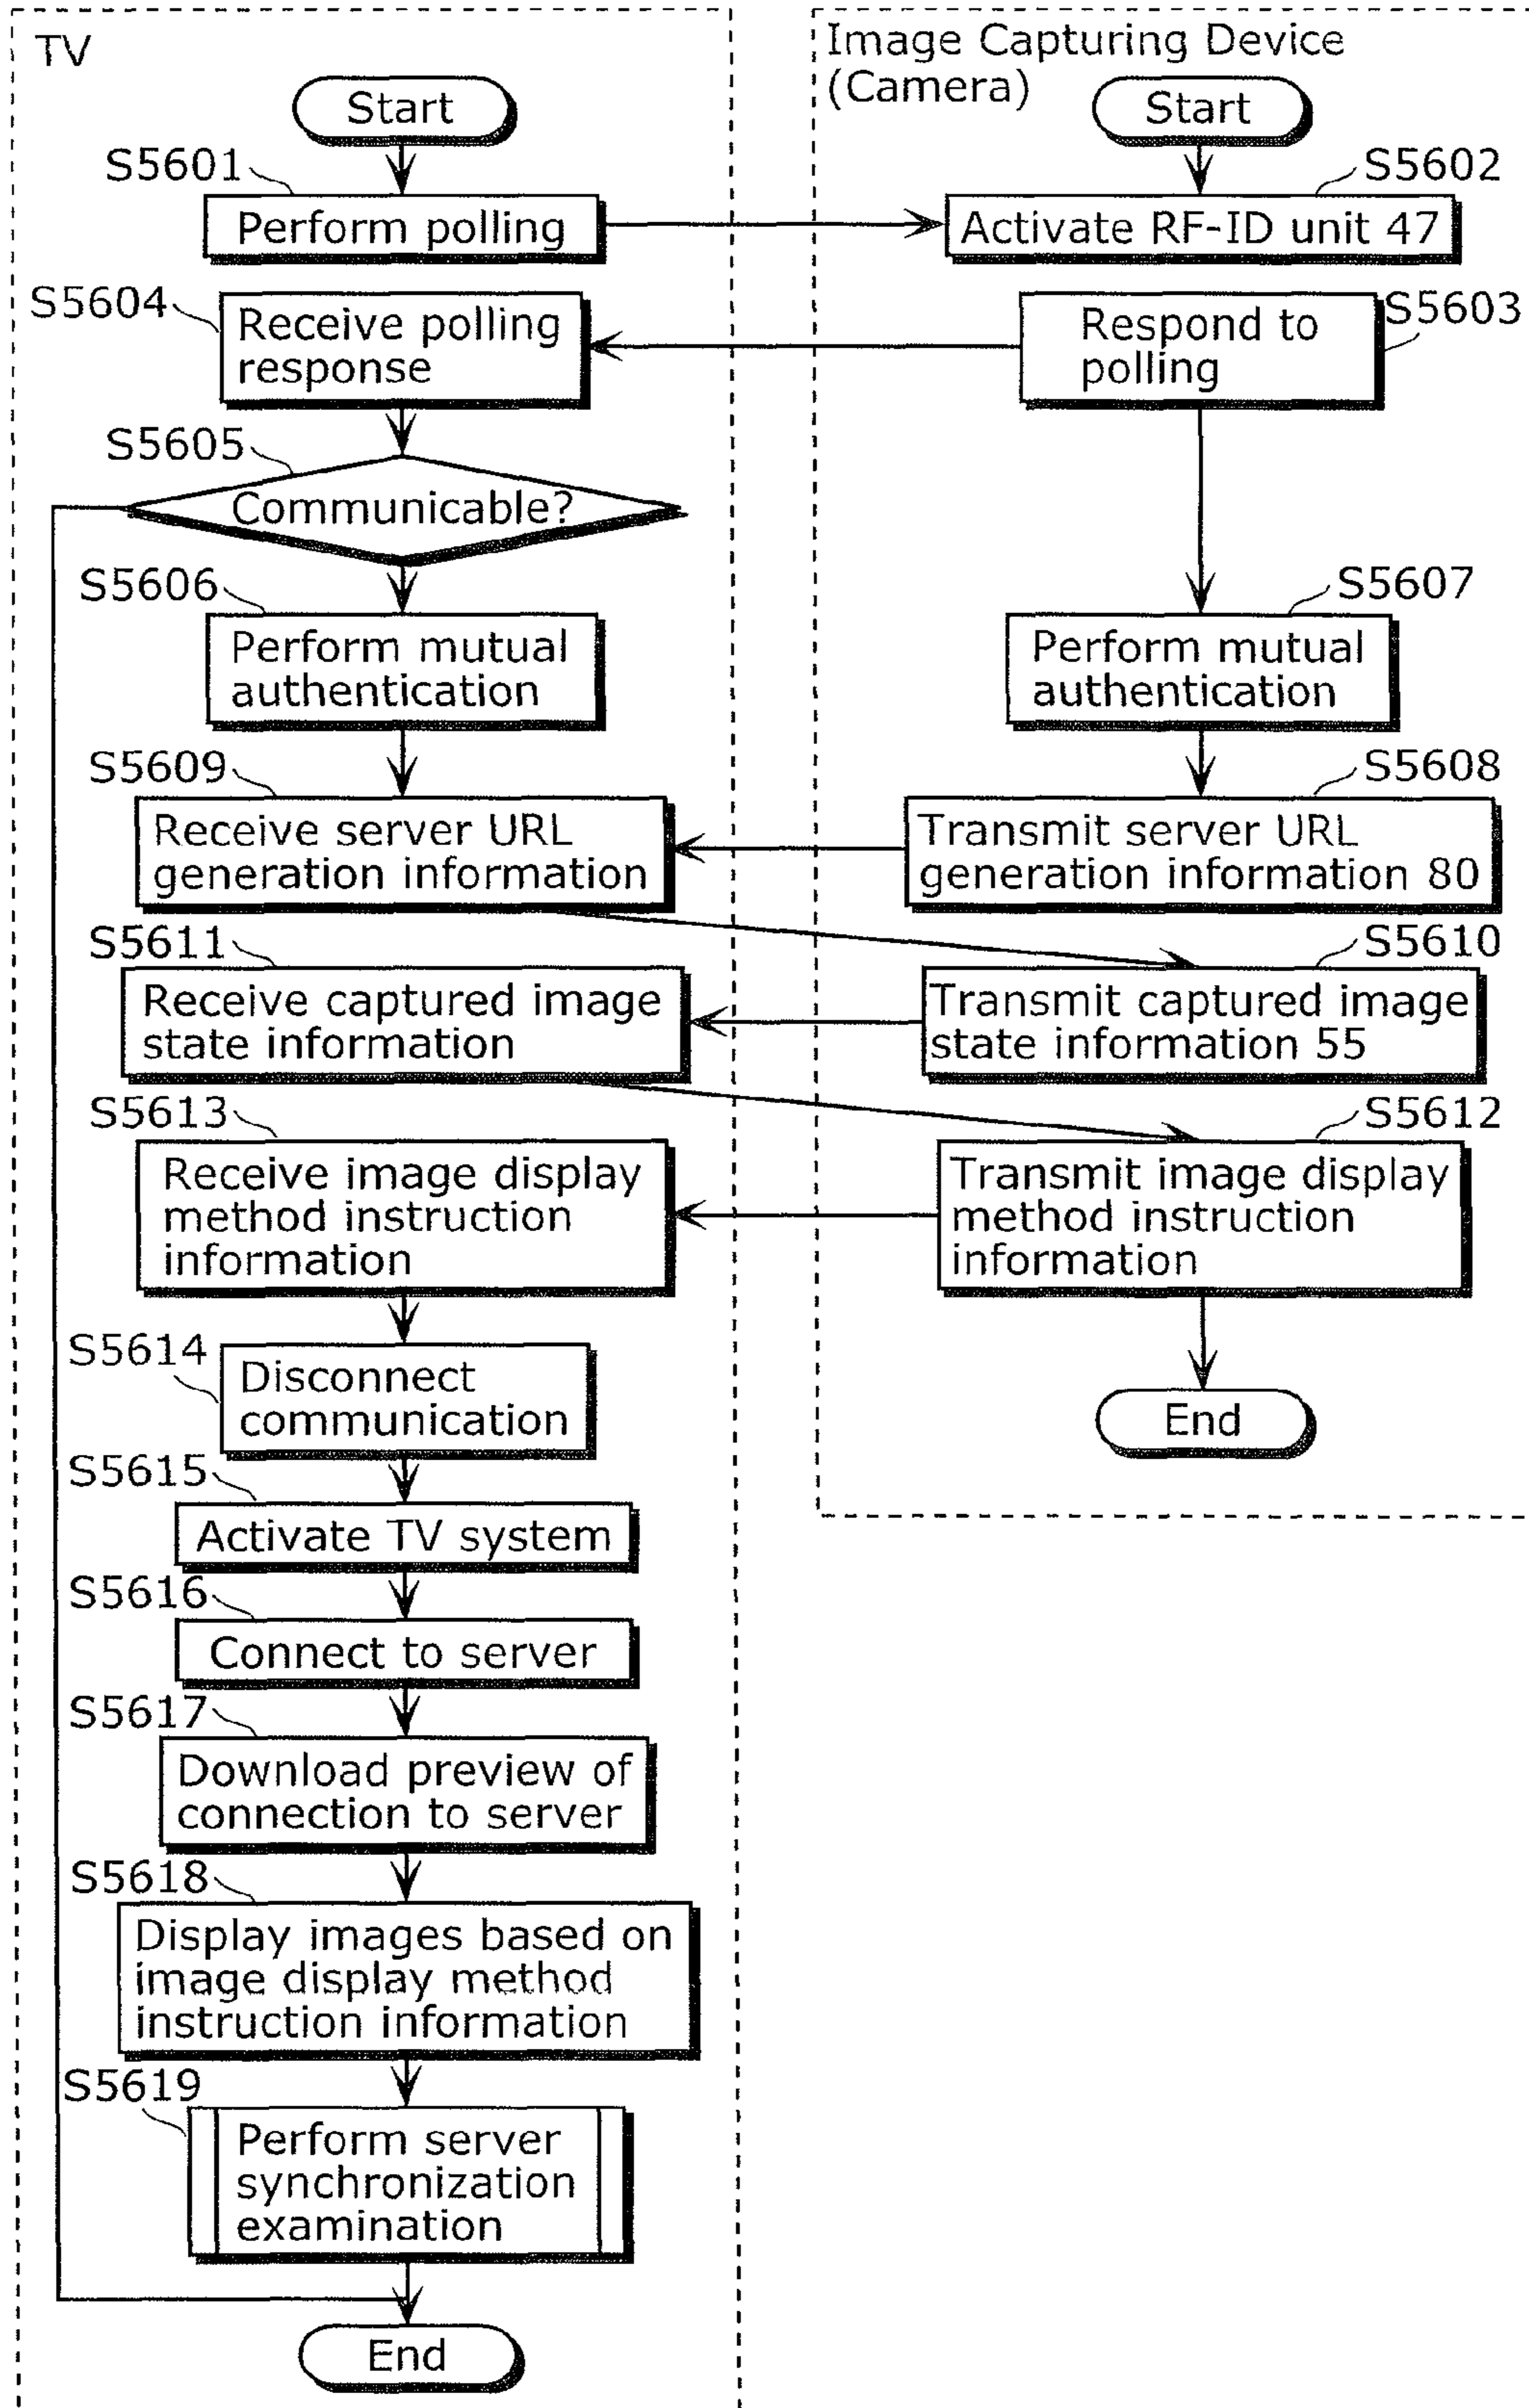 TV
Image Capturing Device
(Camera)
Start
Start
S5601
S5602
Perform polling
Activate RF-ID unit 47
S5604
S5603
Receive polling
response
Respond to
polling
S5605
Communicable?
S5606
S5607
Perform mutual
authentication
Perform mutual
authentication
S5609
S5608
Receive server URL
generation information
Transmit server URL
generation information 80
S5611
S5610
Receive captured image
state information
Transmit captured image
state information 55
S5613
S5612
Receive image display
method instruction
information
Transmit image display
method instruction
information
S5614
Disconnect
communication
End
S5615
Activate TV system
S5616
Connect to server
S5617
Download preview of
connection to server
S5618
Display images based on
image display method
instruction information
S5619
Perform server
synchronization
examination
End